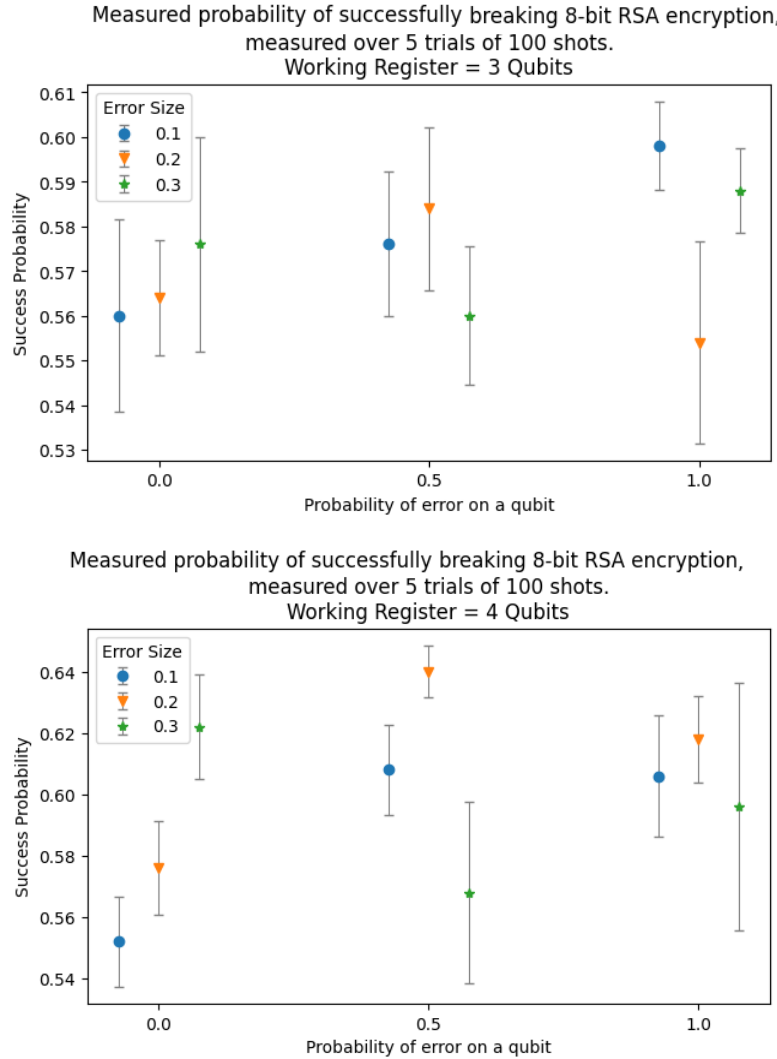 Measured probability of successfully breaking 8-bit RSA encryption,
measured over 5 trials of 100 shots.
Working Register = 3 Qubits
0.61
0.60
0.59
0.58
0.57
0.56
0.55
0.54
0.53
Success Probability
Error Size
0.1
0.2
0.3
0.0
0.5
1.0
Probability of error on a qubit
Measured probability of successfully breaking 8-bit RSA encryption,
measured over 5 trials of 100 shots.
Working Register = 4 Qubits
0.64
0.62
0.60
0.58
0.56
0.54
Success Probability
Error Size
0.1
0.2
0.3
0.0
0.5
1.0
Probability of error on a qubit